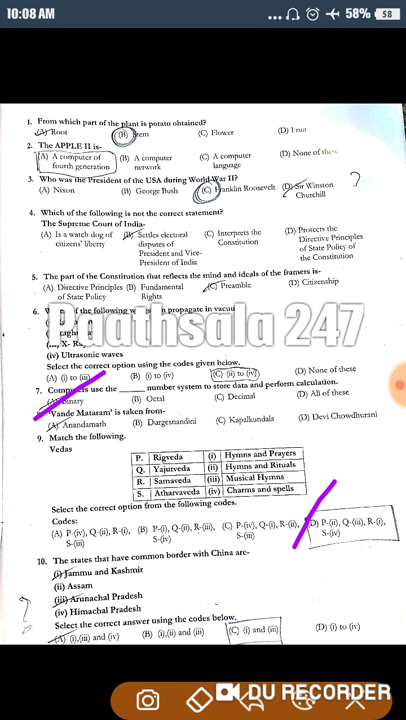 10:08 AM
58%
58
1. From which part of the plant is potato obtained?
(A) Root (B) Stem (C) Flower (D) Fruit
2. The APPLE II is-
(A) A computer of fourth generation (B) A computer network (C) A computer language (D) None of these
3. Who was the President of the USA during World War II?
(A) Nixon (B) George Bush (C) Franklin Roosevelt (D) Sir Winston Churchill ?
4. Which of the following is not the correct statement?
The Supreme Court of India-
(A) Is a watch dog of citizens' liberty (B) Settles electoral disputes of President and Vice-President of India (C) Interprets the Constitution (D) Protects the Directive Principles of State Policy of the Constitution
5. The part of the Constitution that reflects the mind and ideals of the framers is-
(A) Directive Principles of State Policy (B) Fundamental Rights (C) Preamble (D) Citizenship
6. of the following propagate in
Paathsala 247
(iv) Ultrasonic waves
Select the correct option using the codes given below.
(A) (i) to (iii) (B) (i) to (iv) (C) (ii) to (iv) (D) None of these
7. Computers use the ______ number system to store data and perform calculation.
(A) Binary (B) Octal (C) Decimal (D) All of these
'Vande Mataram' is taken from-
(A) Anandamath (B) Durgesnandini (C) Kapalkundala (D) Devi Chowdhurani
9. Match the following.
Vedas
P. Rigveda (i) Hymns and Prayers
Q. Yajurveda (ii) Hymns and Rituals
R. Samaveda (iii) Musical Hymns
S. Atharvaveda (iv) Charms and spells
Select the correct option from the following codes.
Codes:
(A) P-(iv), Q-(ii), R-(i), S-(iii) (B) P-(i), Q-(ii), R-(iii), S-(iv) (C) P-(iv), Q-(i), R-(ii), S-(iii) (D) P-(ii), Q-(iii), R-(i), S-(iv)
10. The states that have common border with China are-
(i) Jammu and Kashmir
(ii) Assam
(iii) Arunachal Pradesh
(iv) Himachal Pradesh
Select the correct answer using the codes below.
(A) (i),(iii) and (iv) (B) (i),(ii) and (iii) (C) (i) and (iii) (D) (i) to (iv)
DU RECORDER